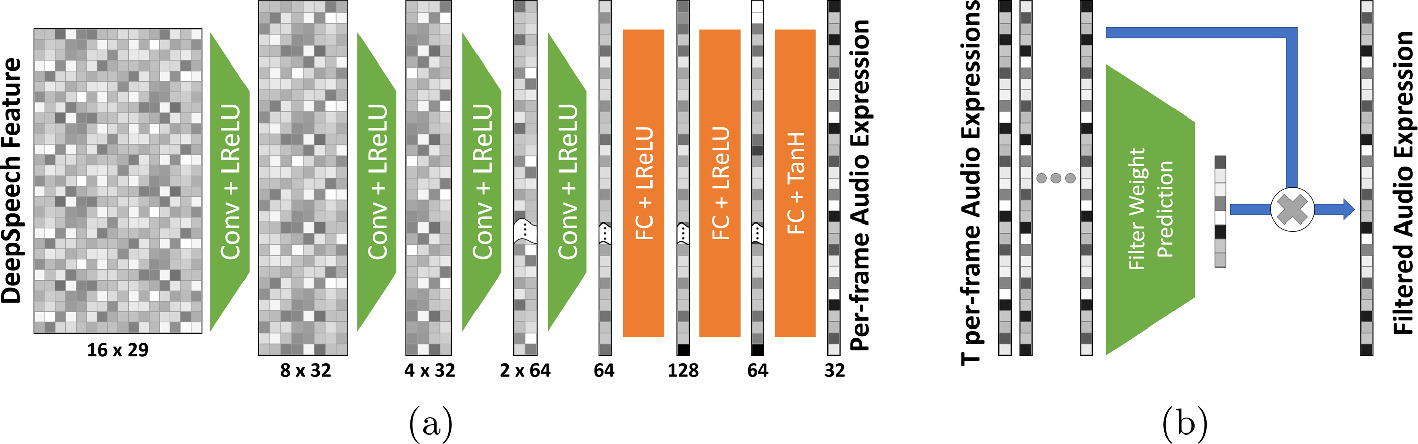 DeepSpeech Feature
16 x 29
Conv + LReLU
8 x 32
Conv + LReLU
4 x 32
Conv + LReLU
2 x 64
Conv + LReLU
64
FC + LReLU
128
FC + LReLU
64
FC + TanH
32
Per-frame Audio Expression
(a)
T per-frame Audio Expressions
Filter Weight
Prediction
Filtered Audio Expression
(b)